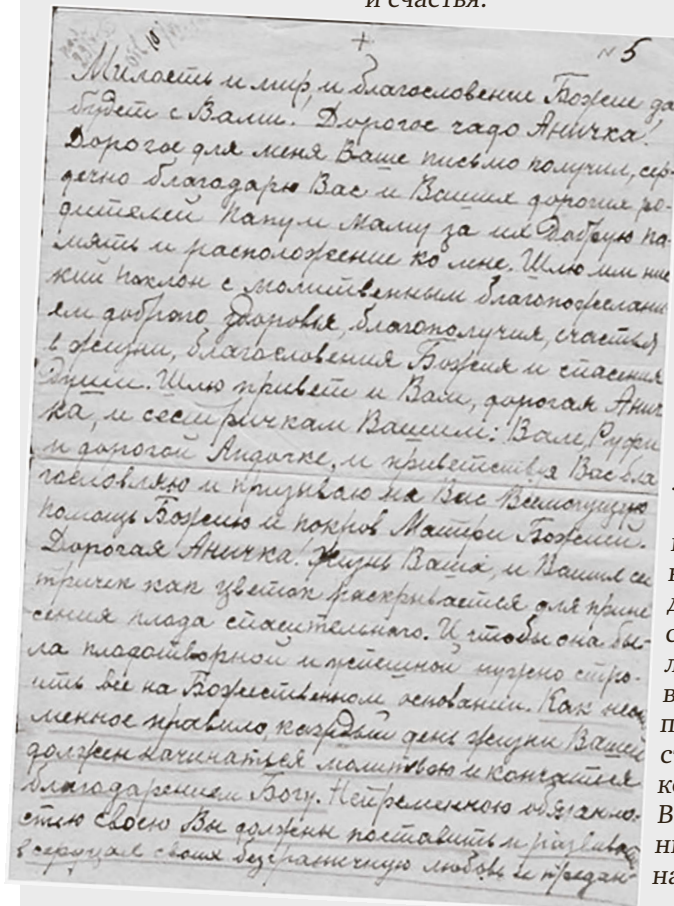 и счастья.
+
N 5
Милость и мир, и благословение Божие да
будет с Вами! Дорогое чадо Аничка!
Дорогое для меня Ваше письмо получил, сер-
дечно благодарю Вас и Ваших дорогих ро-
дителей папу и маму за их добрую па-
мять и расположение ко мне. Шлю им низ
кий поклон с молитвенным благопожелани
ем доброго здоровья, благополучия, счастья
в жизни, благословения Божия и спасения
Души. Шлю привет и Вам, дорогая Анич
ка, и сестричкам Вашим: Вале, Руфи
и дорогой Лидочке, и приветствуя Вас бла
гословляю и призываю на Вас Всемогущую
помощь Божию и покров Матери Божией.
Дорогая Аничка! Жизнь Ваша, и Ваших се
тричек как цветок раскрывается для прине
сения плода спасительного. И чтобы она бы-
ла плодотворной и успешной нужно стро-
ить ее на Божественном основании. Как неиз
менное правило каждый день жизни Вашей
должен начинаться молитвою и кончаться
благодарением Богу. Непременною обязанно-
стью своею Вы должны поставить и развива
в сердцах своих безграничную любовь и предан-